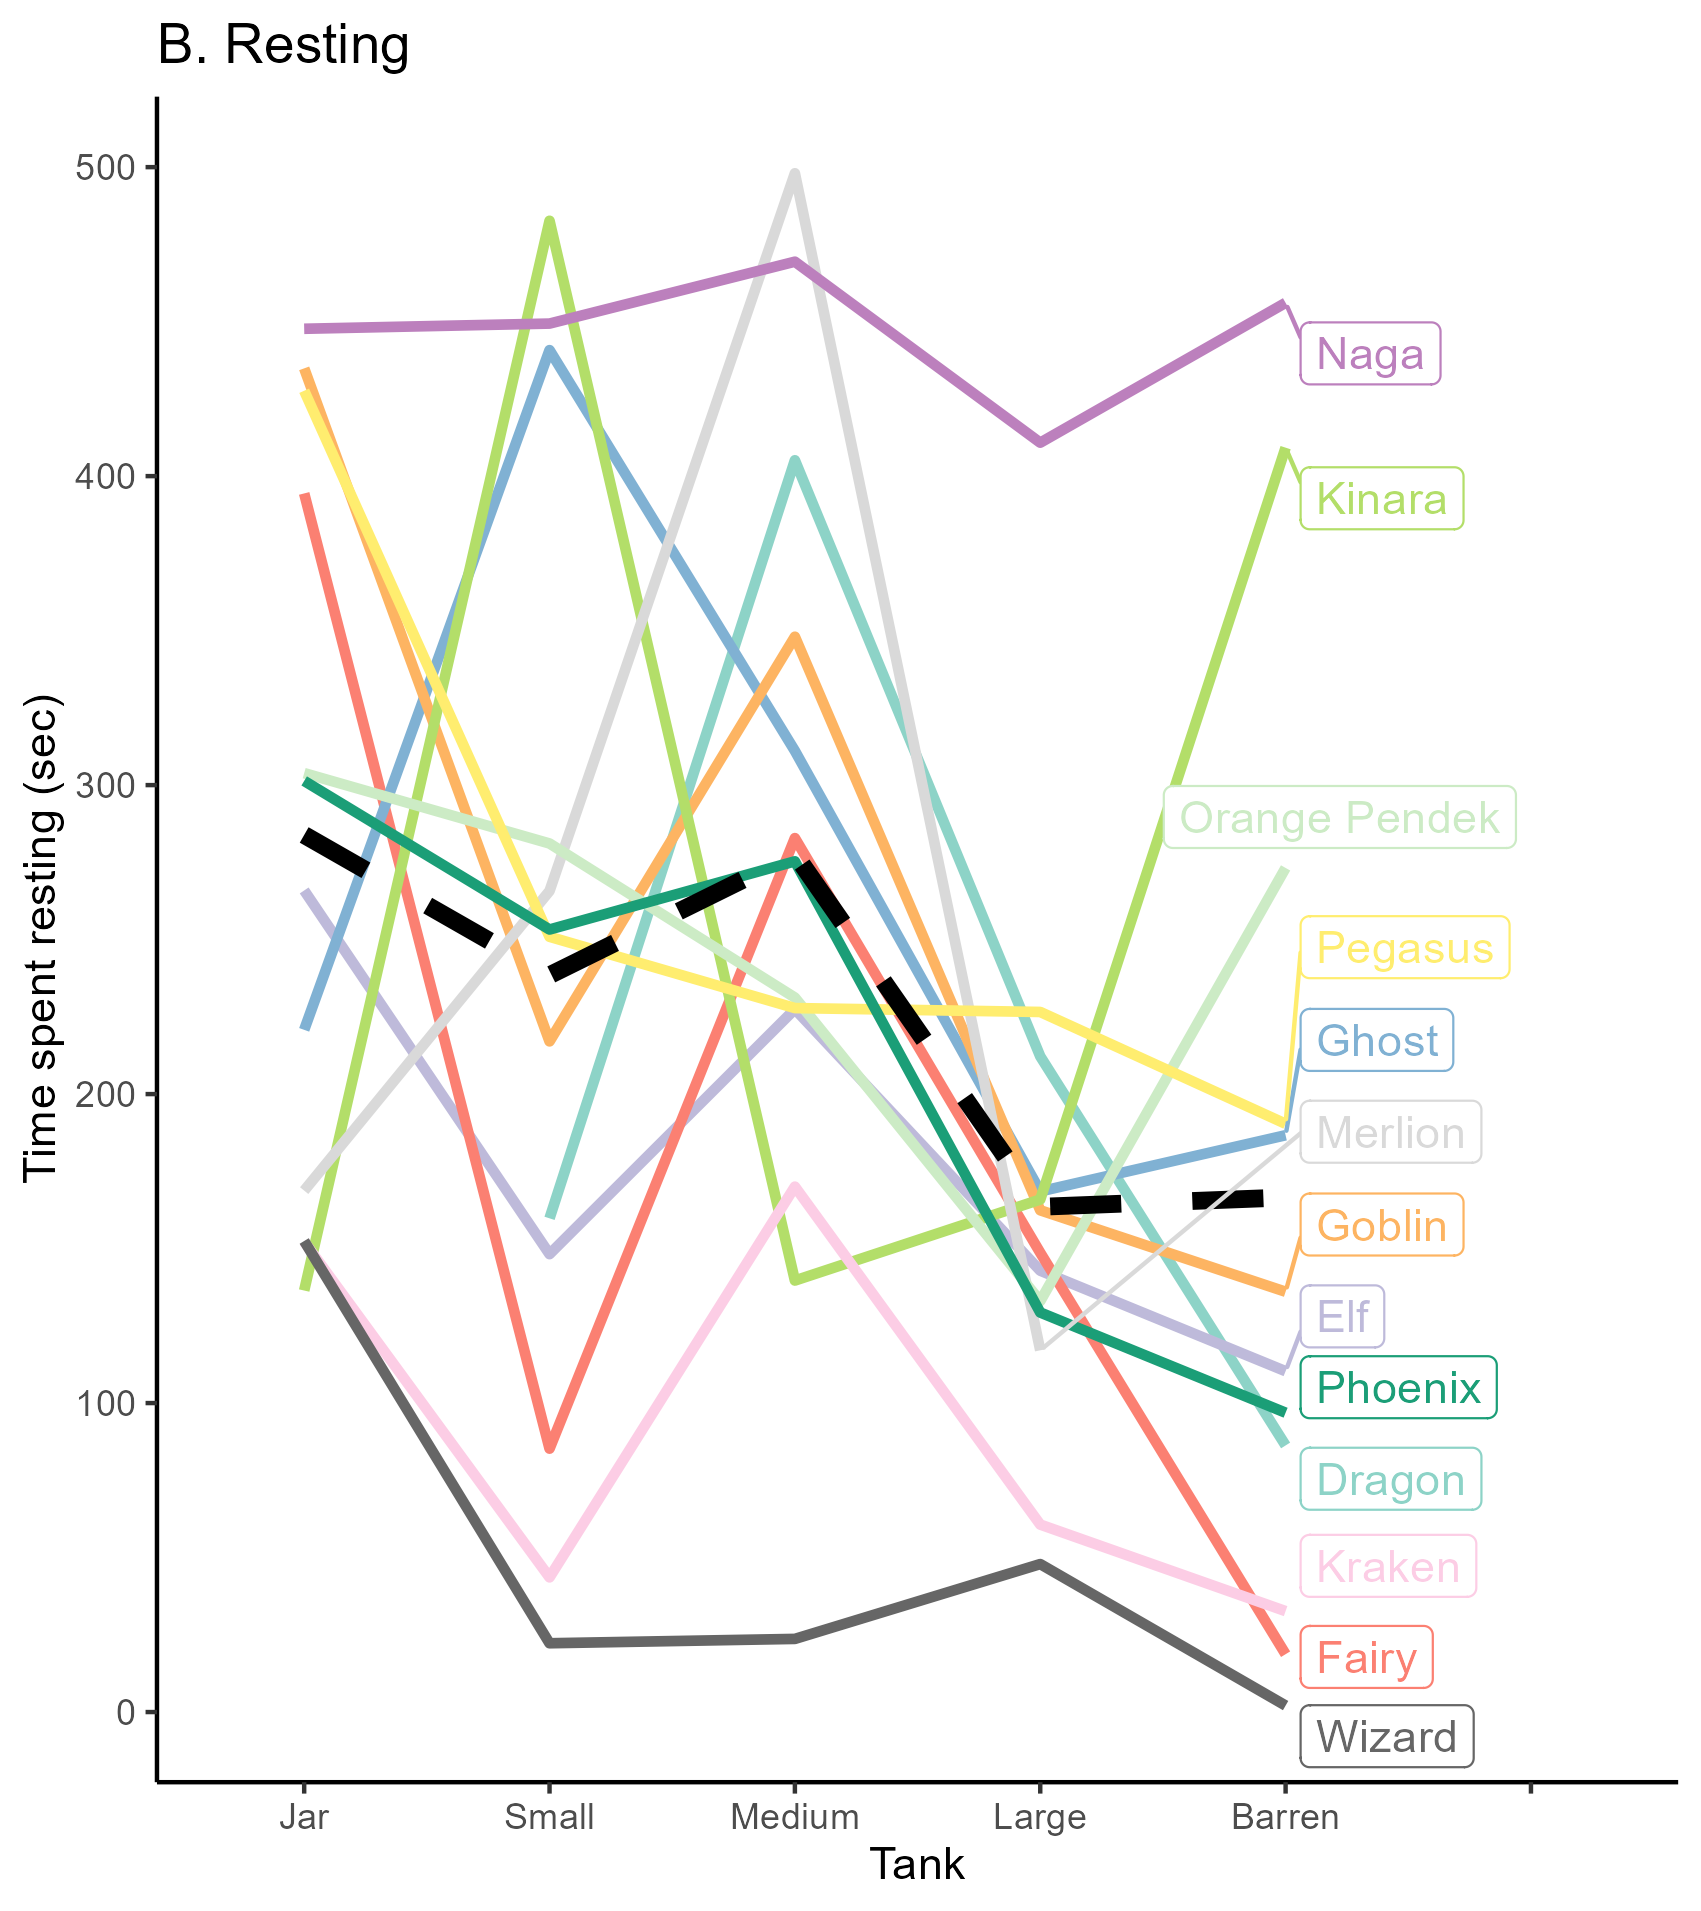 B. Resting
Time spent resting (sec)
500
400
300
200
100
0
Naga
Kinara
Orange Pendek
Pegasus
Ghost
Merlion
Goblin
Elf
Phoenix
Dragon
Kraken
Fairy
Wizard
Jar Small Medium Large Barren
Tank